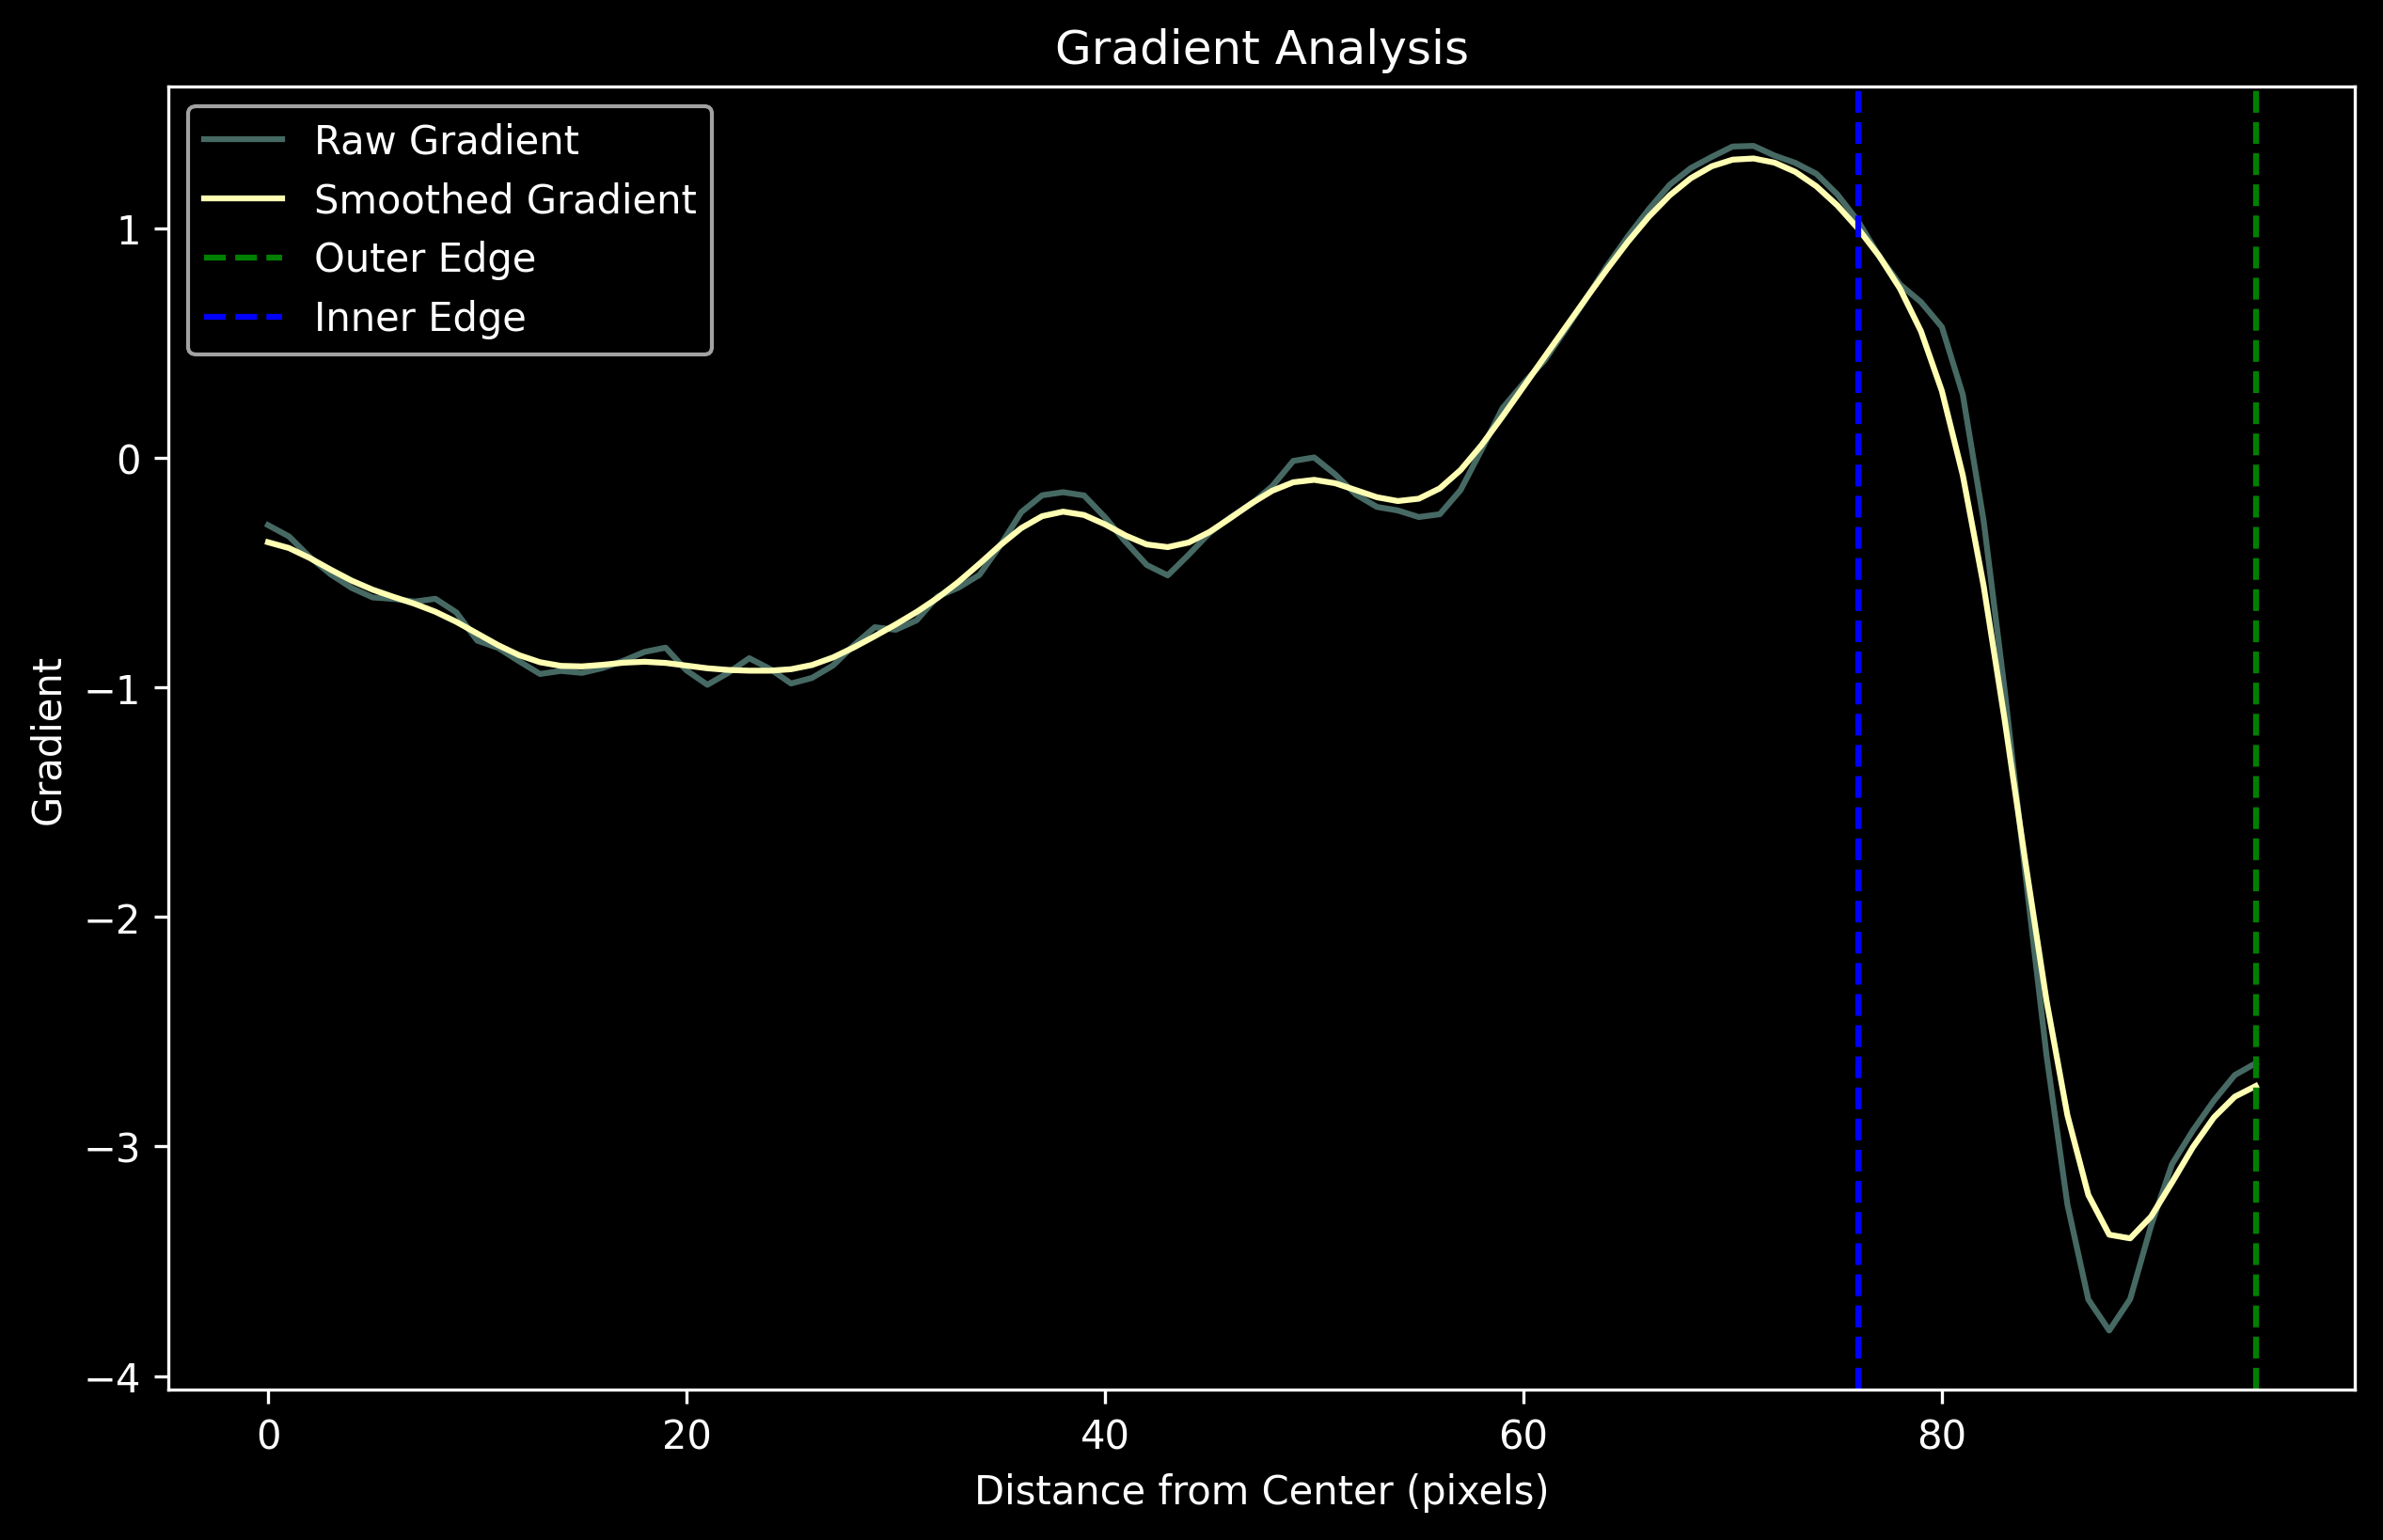 Gradient Analysis
Raw Gradient
Smoothed Gradient
Outer Edge
Inner Edge
1
0
−1
−2
−3
−4
Gradient
0 20 40 60 80
Distance from Center (pixels)